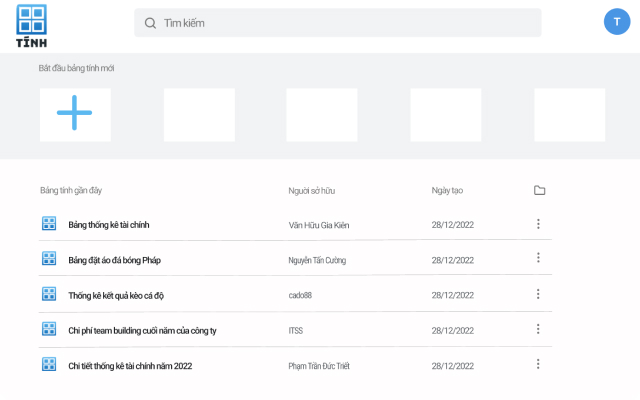 TÍNH
Tìm kiếm
T
Bắt đầu bảng tính mới
Bảng tính gần đây Người sở hữu Ngày tạo
Bảng thống kê tài chính Văn Hữu Gia Kiên 28/12/2022
Bảng đặt áo đá bóng Pháp Nguyễn Tấn Cường 28/12/2022
Thống kê kết quả kèo cá độ cado88 28/12/2022
Chi phí team building cuối năm của công ty ITSS 28/12/2022
Chi tiết thống kê tài chính năm 2022 Phạm Trần Đức Triết 28/12/2022